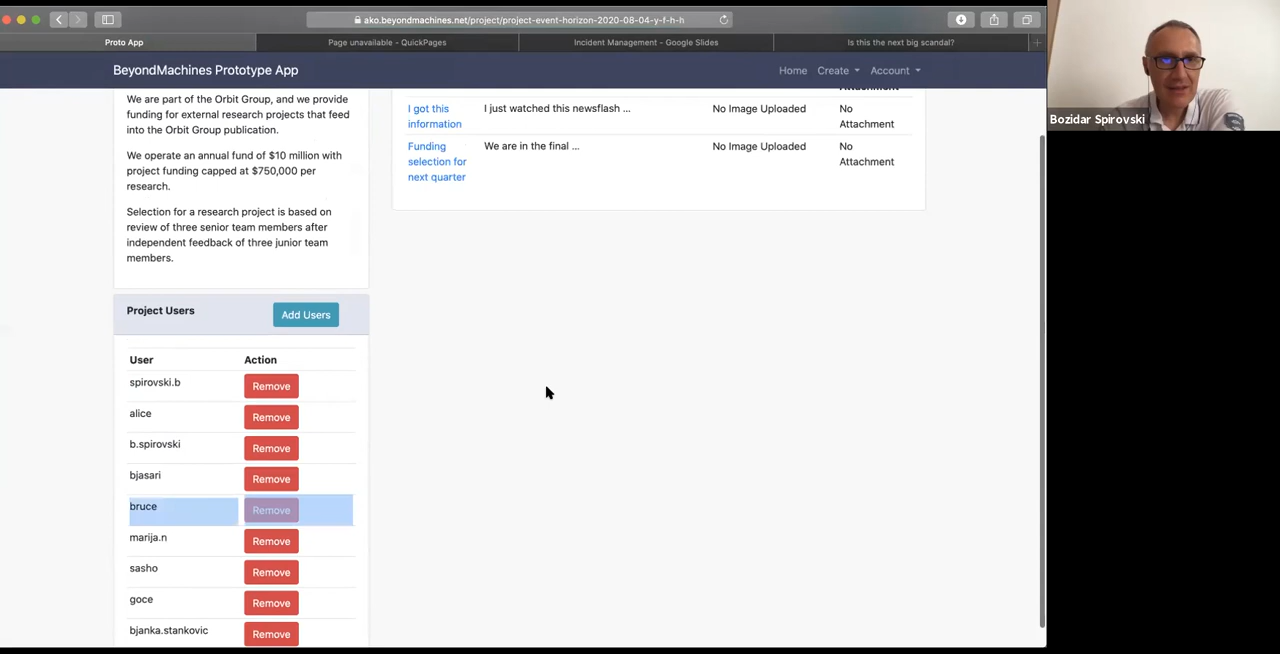 ako.beyondmachines.net/project/project-event-horizon-2020-08-04-y-f-h-h
Proto App
Page unavailable - QuickPages
Incident Management - Google Slides
Is this the next big scandal?
BeyondMachines Prototype App
Home
Create
Account
We are part of the Orbit Group, and we provide
funding for external research projects that feed
into the Orbit Group publication.
We operate an annual fund of $10 million with
project funding capped at $750,000 per
research.
Selection for a research project is based on
review of three senior team members after
independent feedback of three junior team
members.
Attachment
I got this
information
I just watched this newsflash ...
No Image Uploaded
No
Attachment
Funding
selection for
next quarter
We are in the final ...
No Image Uploaded
No
Attachment
Project Users
Add Users
User Action
spirovski.b Remove
alice Remove
b.spirovski Remove
bjasari Remove
bruce Remove
marija.n Remove
sasho Remove
goce Remove
bjanka.stankovic Remove
Bozidar Spirovski